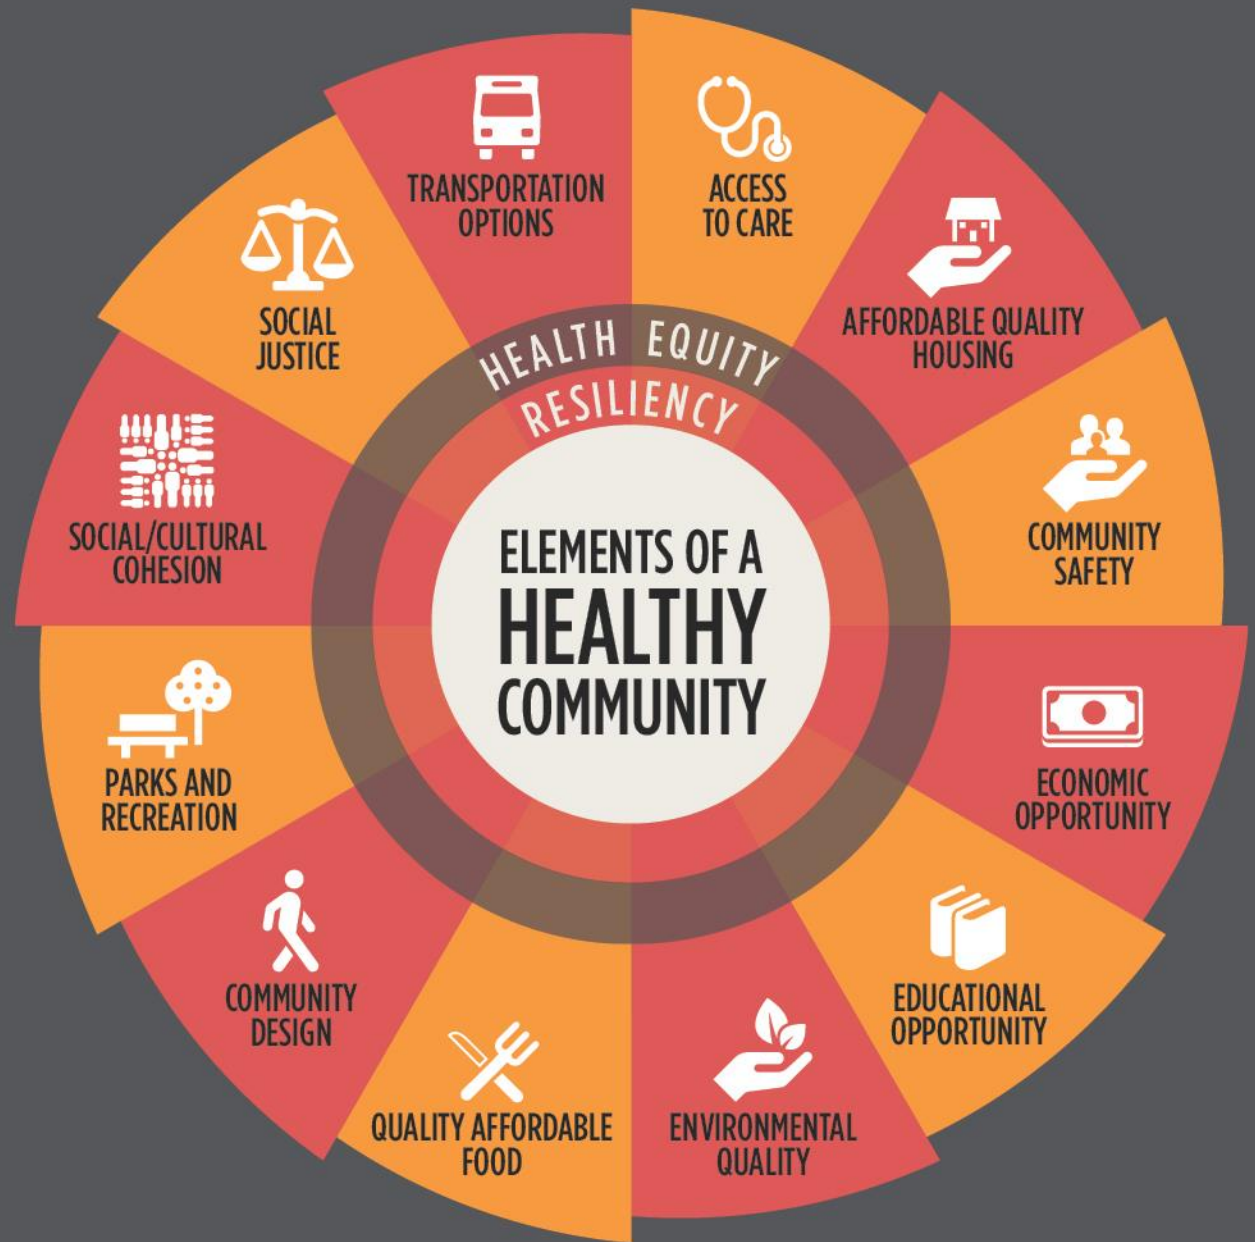 TRANSPORTATION
OPTIONS
ACCESS
TO CARE
AFFORDABLE QUALITY
HOUSING
COMMUNITY
SAFETY
ECONOMIC
OPPORTUNITY
EDUCATIONAL
OPPORTUNITY
ENVIRONMENTAL
QUALITY
QUALITY AFFORDABLE
FOOD
COMMUNITY
DESIGN
PARKS AND
RECREATION
SOCIAL/CULTURAL
COHESION
SOCIAL
JUSTICE
HEALTH EQUITY
RESILIENCY
ELEMENTS OF A
HEALTHY
COMMUNITY